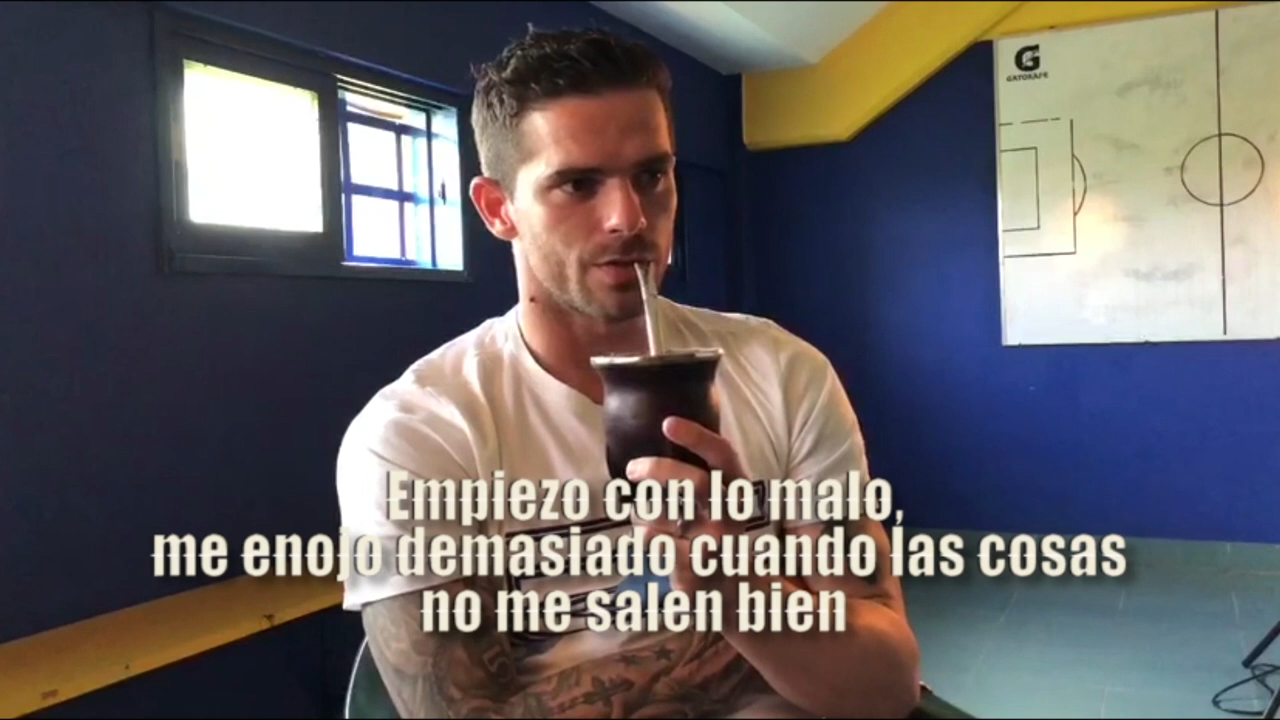 G
GATORADE
Empiezo con lo malo,
me enojo demasiado cuando las cosas
no me salen bien